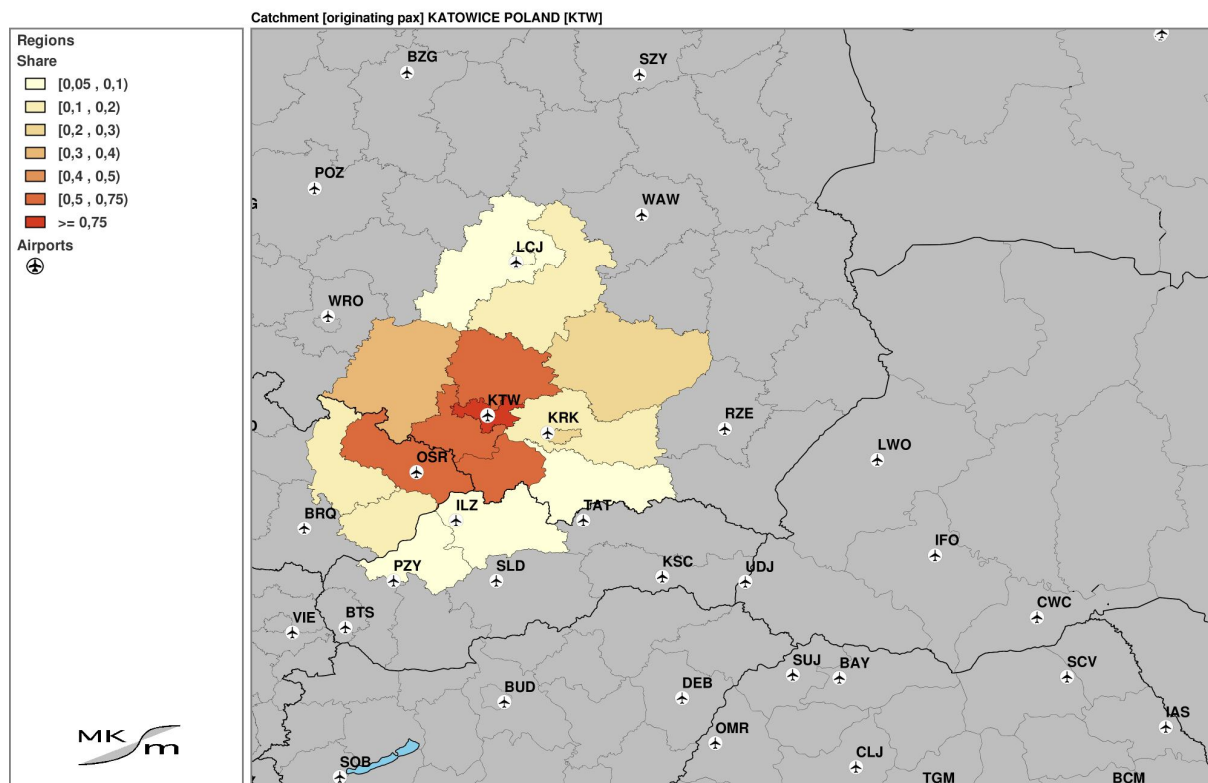 Catchment [originating pax] KATOWICE POLAND [KTW]
Regions
Share
[0,05 , 0,1)
[0,1 , 0,2)
[0,2 , 0,3)
[0,3 , 0,4)
[0,4 , 0,5)
[0,5 , 0,75)
>= 0,75
Airports
BZG
SZY
POZ
WAW
LCJ
WRO
KTW
KRK
RZE
LWO
OSR
ILZ
TAT
BRQ
IFO
PZY
SLD
KSC
UDJ
CWC
VIE
BTS
SUJ
BAY
SCV
BUD
DEB
OMR
IAS
CLJ
SOB
TGM
BCM
MK
m